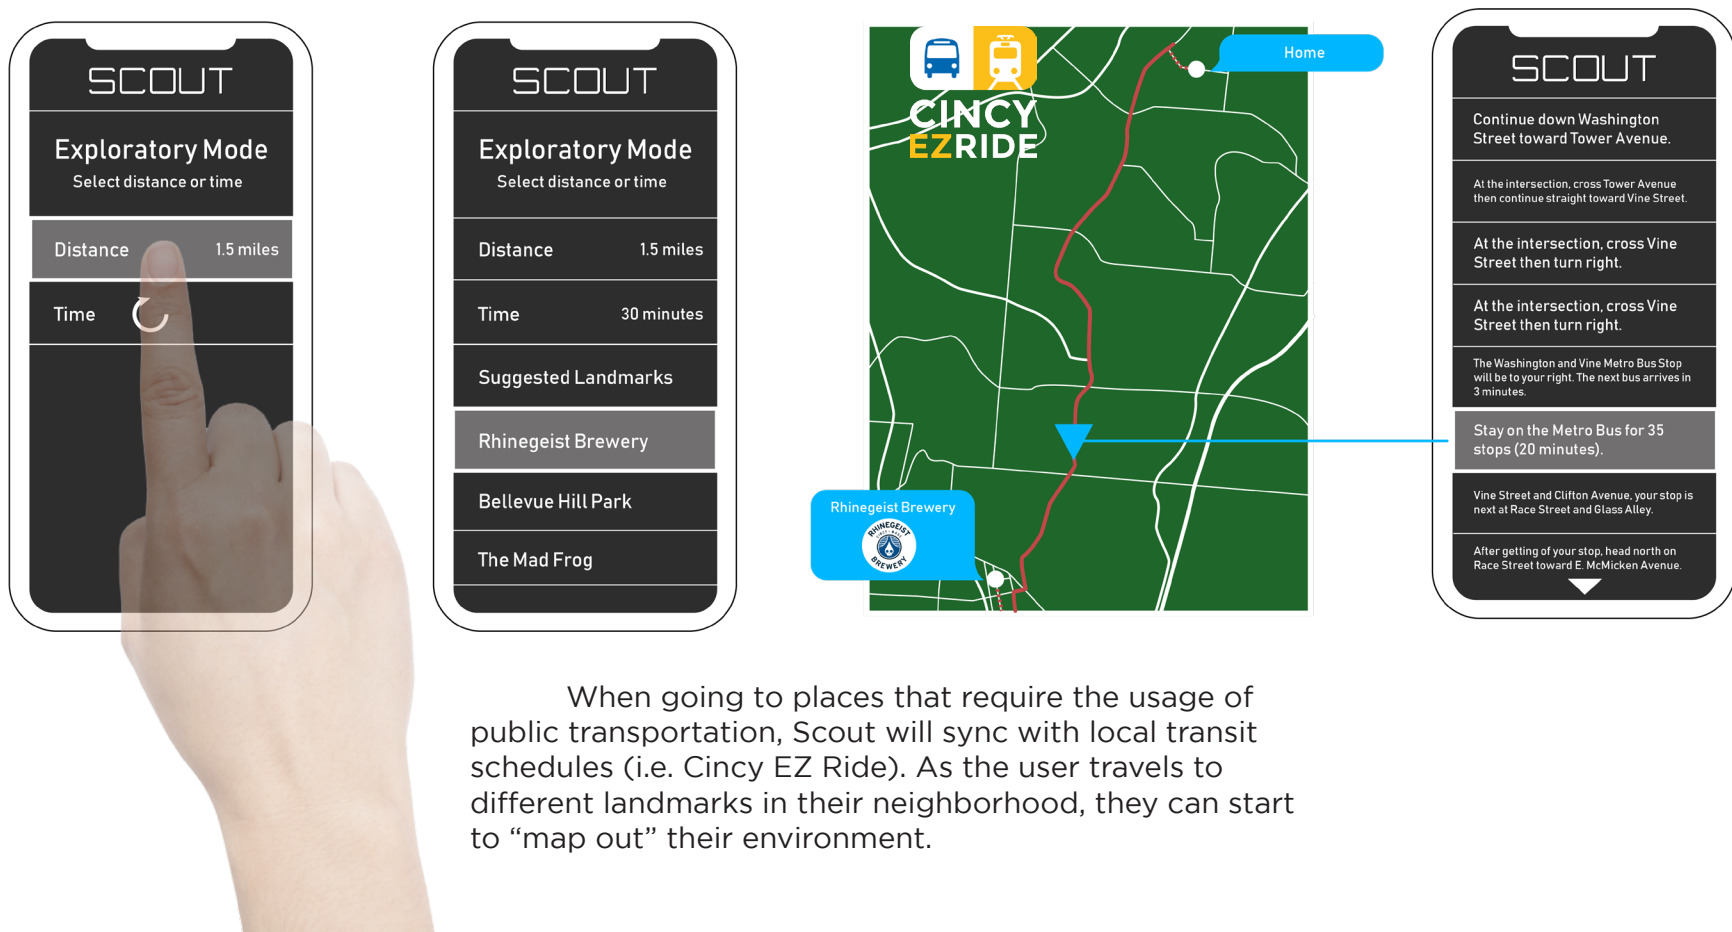 SCOUT
Exploratory Mode
Select distance or time
Distance 1.5 miles
Time
SCOUT
Exploratory Mode
Select distance or time
Distance 1.5 miles
Time 30 minutes
Suggested Landmarks
Rhinegeist Brewery
Bellevue Hill Park
The Mad Frog
CINCY
EZRIDE
Home
Rhinegeist Brewery
RHINEGEIST
BREWERY
SCOUT
Continue down Washington
Street toward Tower Avenue.
At the intersection, cross Tower Avenue
then continue straight toward Vine Street.
At the intersection, cross Vine
Street then turn right.
At the intersection, cross Vine
Street then turn right.
The Washington and Vine Metro Bus Stop
will be to your right. The next bus arrives in
3 minutes.
Stay on the Metro Bus for 35
stops (20 minutes).
Vine Street and Clifton Avenue, your stop is
next at Race Street and Glass Alley.
After getting of your stop, head north on
Race Street toward E. McMicken Avenue.
When going to places that require the usage of
public transportation, Scout will sync with local transit
schedules (i.e. Cincy EZ Ride). As the user travels to
different landmarks in their neighborhood, they can start
to “map out” their environment.